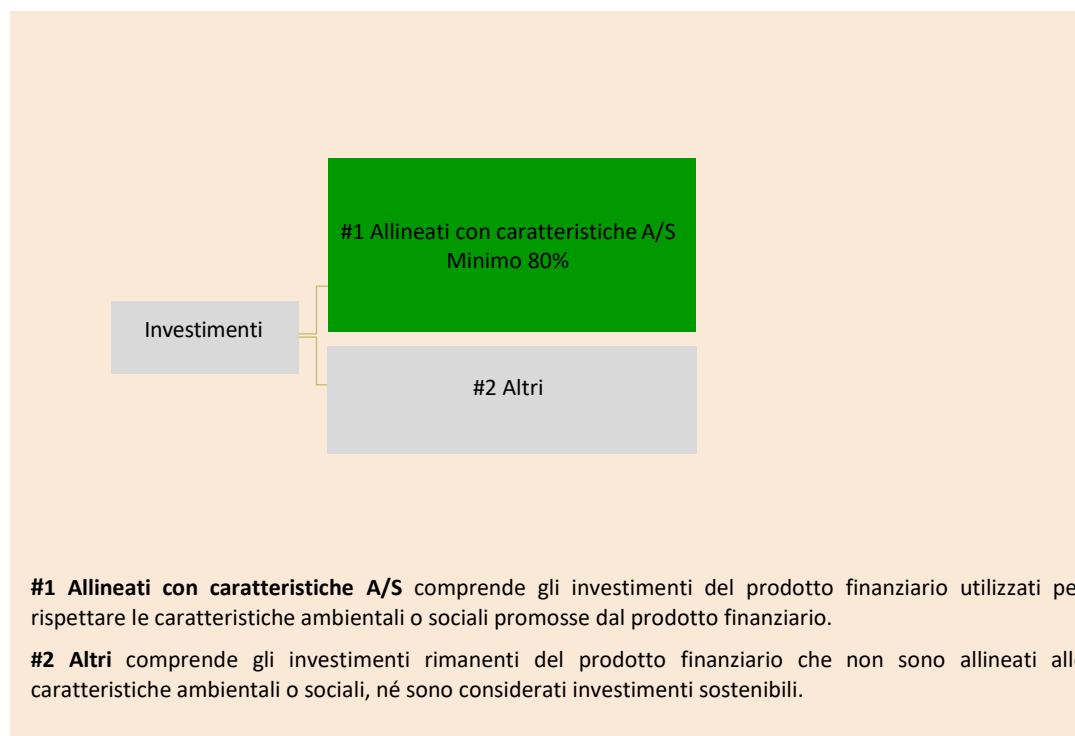 #1 Allineati con caratteristiche A/S
Minimo 80%
Investimenti
#2 Altri
#1 Allineati con caratteristiche A/S comprende gli investimenti del prodotto finanziario utilizzati pe
rispettare le caratteristiche ambientali o sociali promosse dal prodotto finanziario.
#2 Altri comprende gli investimenti rimanenti del prodotto finanziario che non sono allineati all
caratteristiche ambientali o sociali, né sono considerati investimenti sostenibili.